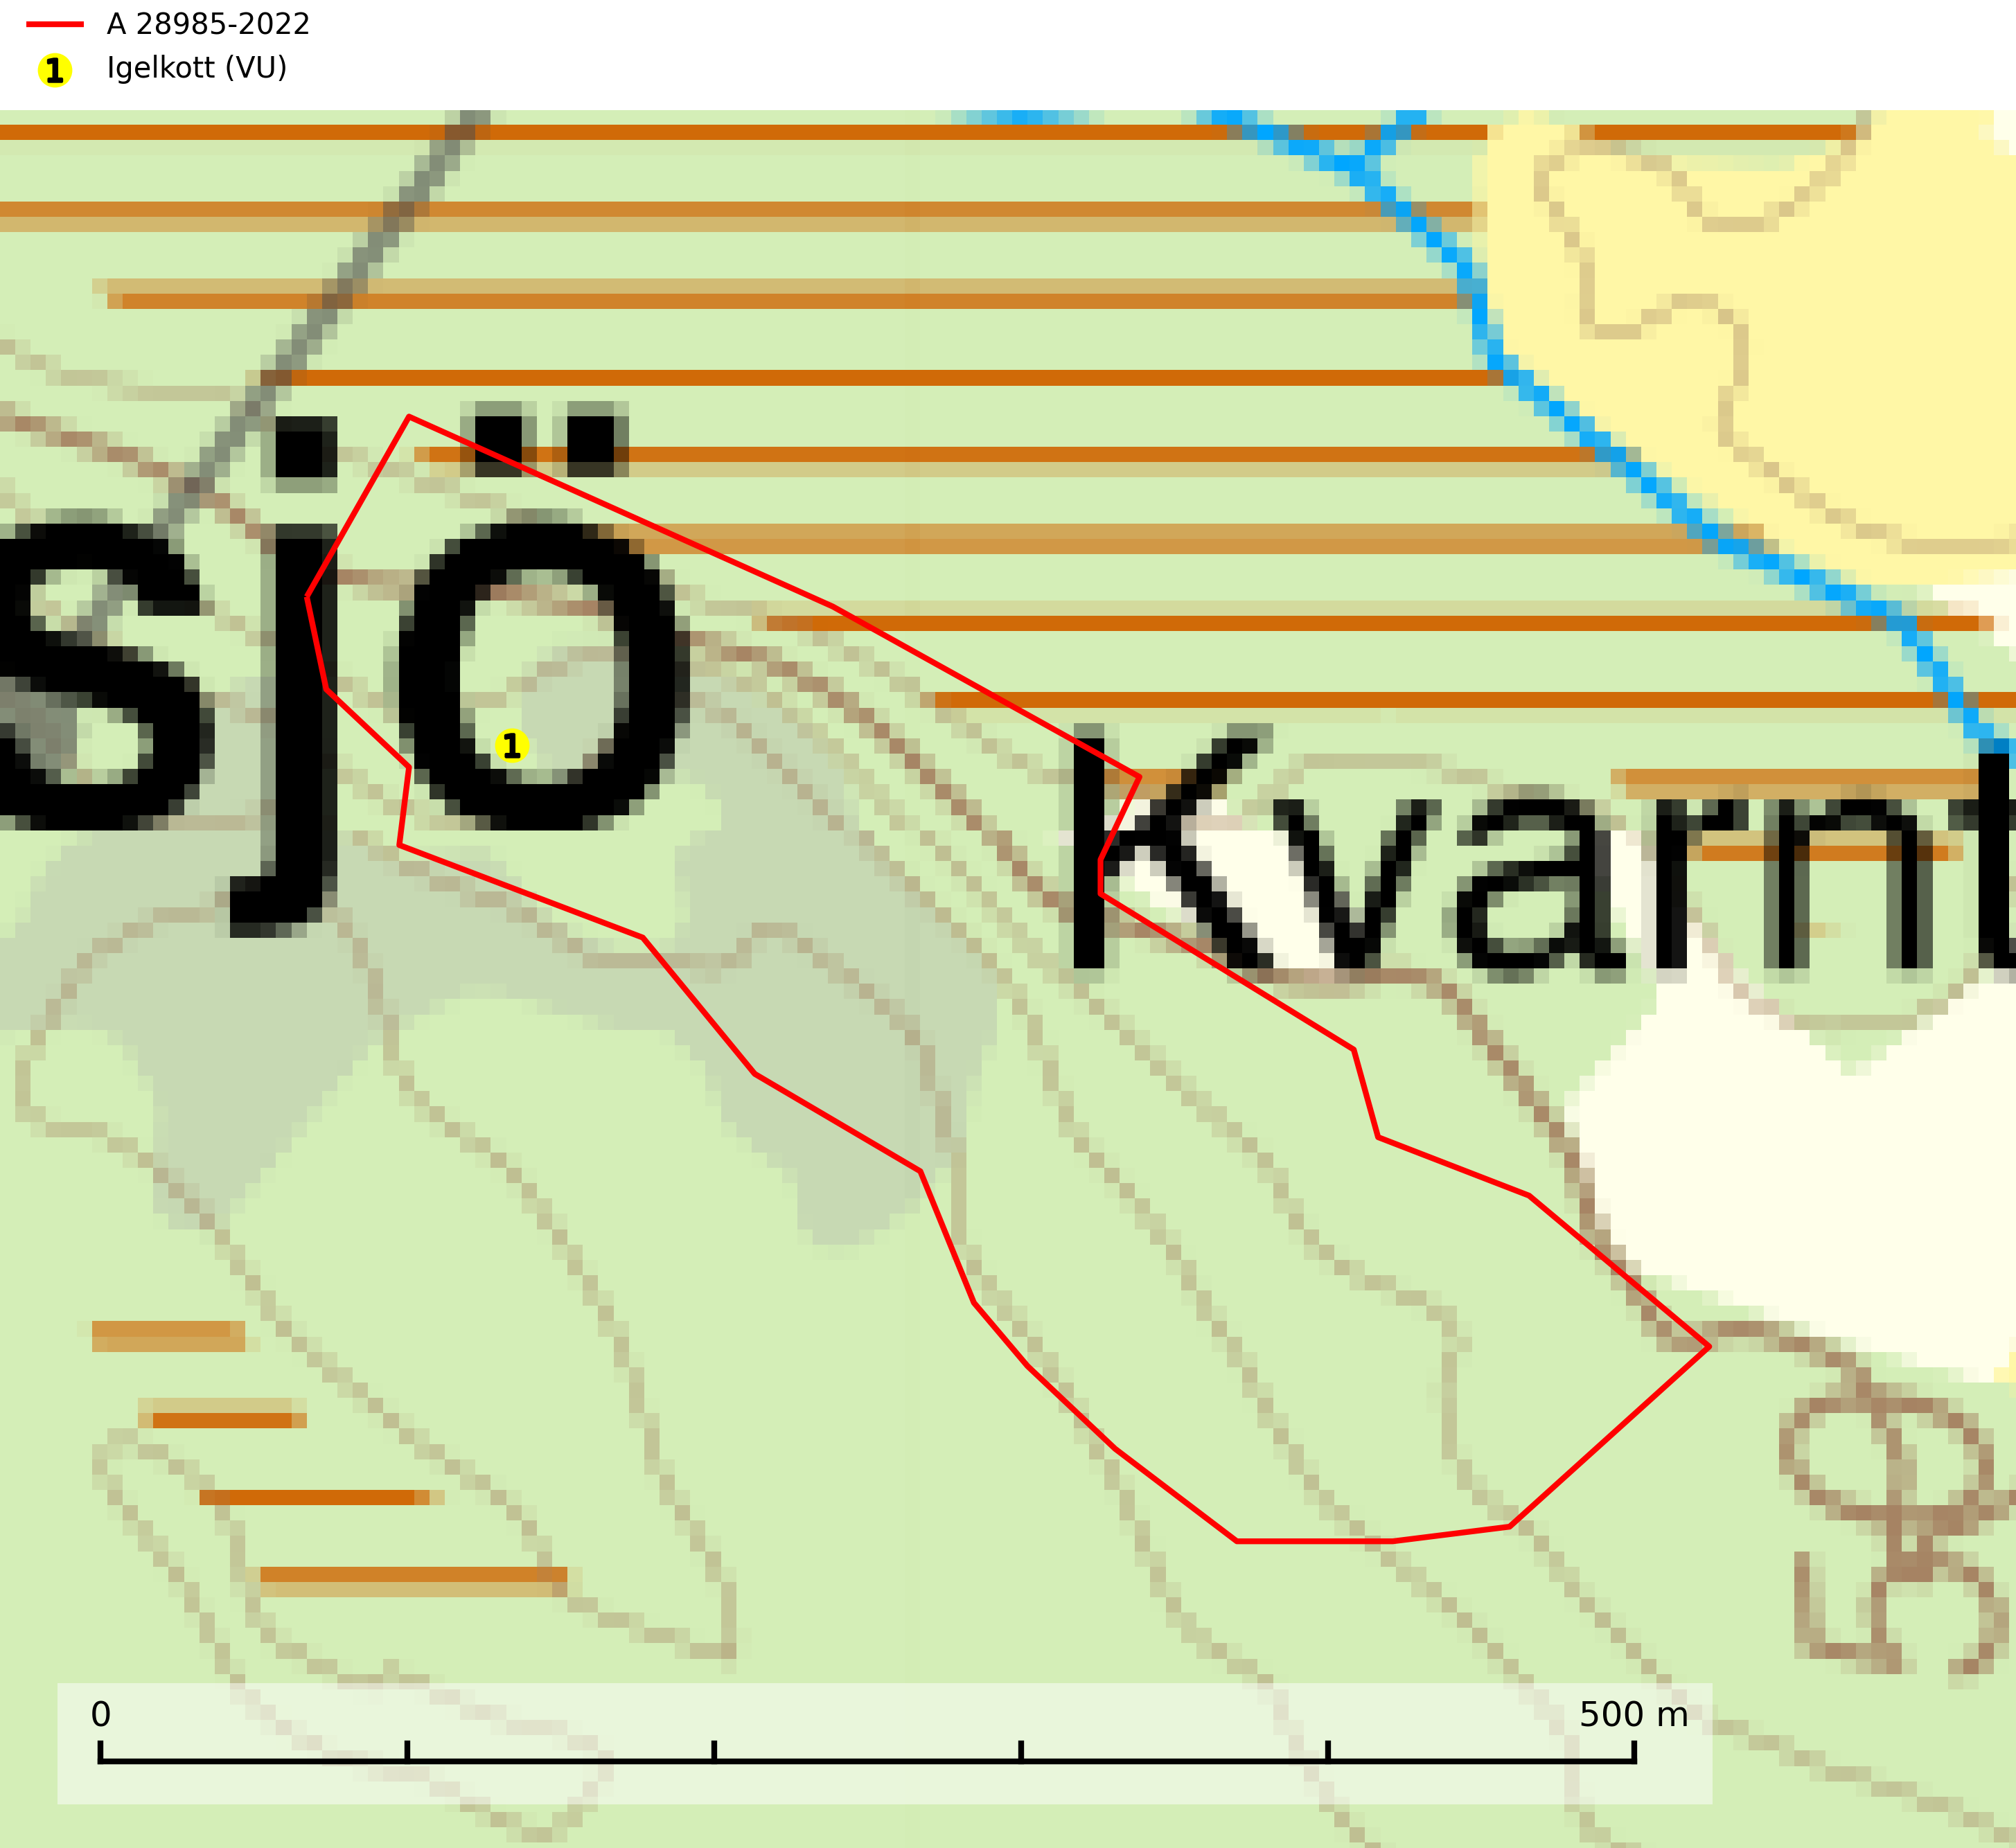 A 28985-2022
1 Igelkott (VU)
sjö
1
Kvarnt
0 500 m